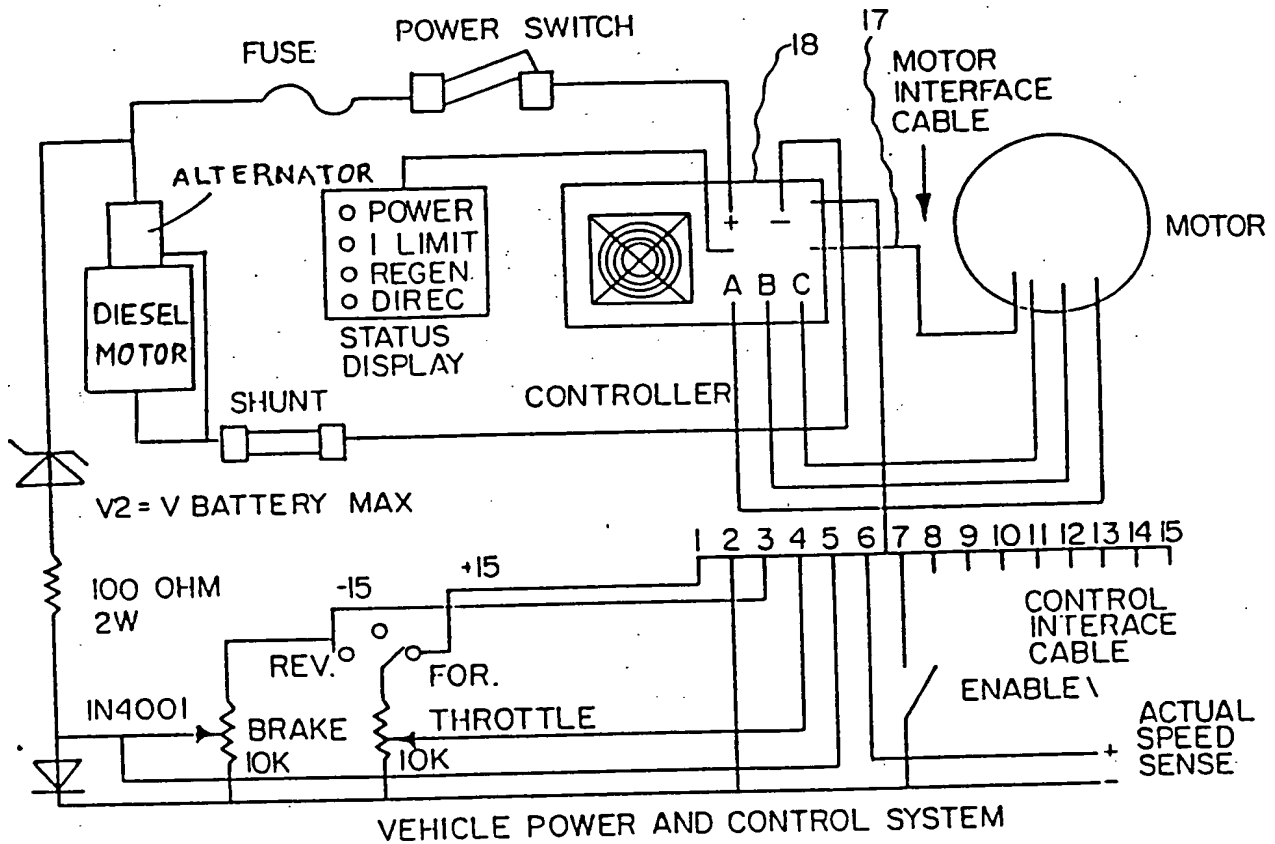 FUSE
POWER SWITCH
18
17
MOTOR
INTERFACE
CABLE
ALTERNATOR
POWER
I LIMIT
REGEN
DIREC
STATUS
DISPLAY
+
−
A B C
MOTOR
DIESEL
MOTOR
SHUNT
CONTROLLER
V2 = V BATTERY MAX
1 2 3 4 5 6 7 8 9 10 11 12 13 14 15
100 OHM
2W
-15
+15
REV.
FOR.
CONTROL
INTERACE
CABLE
ENABLE\
IN4001
BRAKE
10K
THROTTLE
10K
ACTUAL
SPEED
SENSE
+
−
VEHICLE POWER AND CONTROL SYSTEM